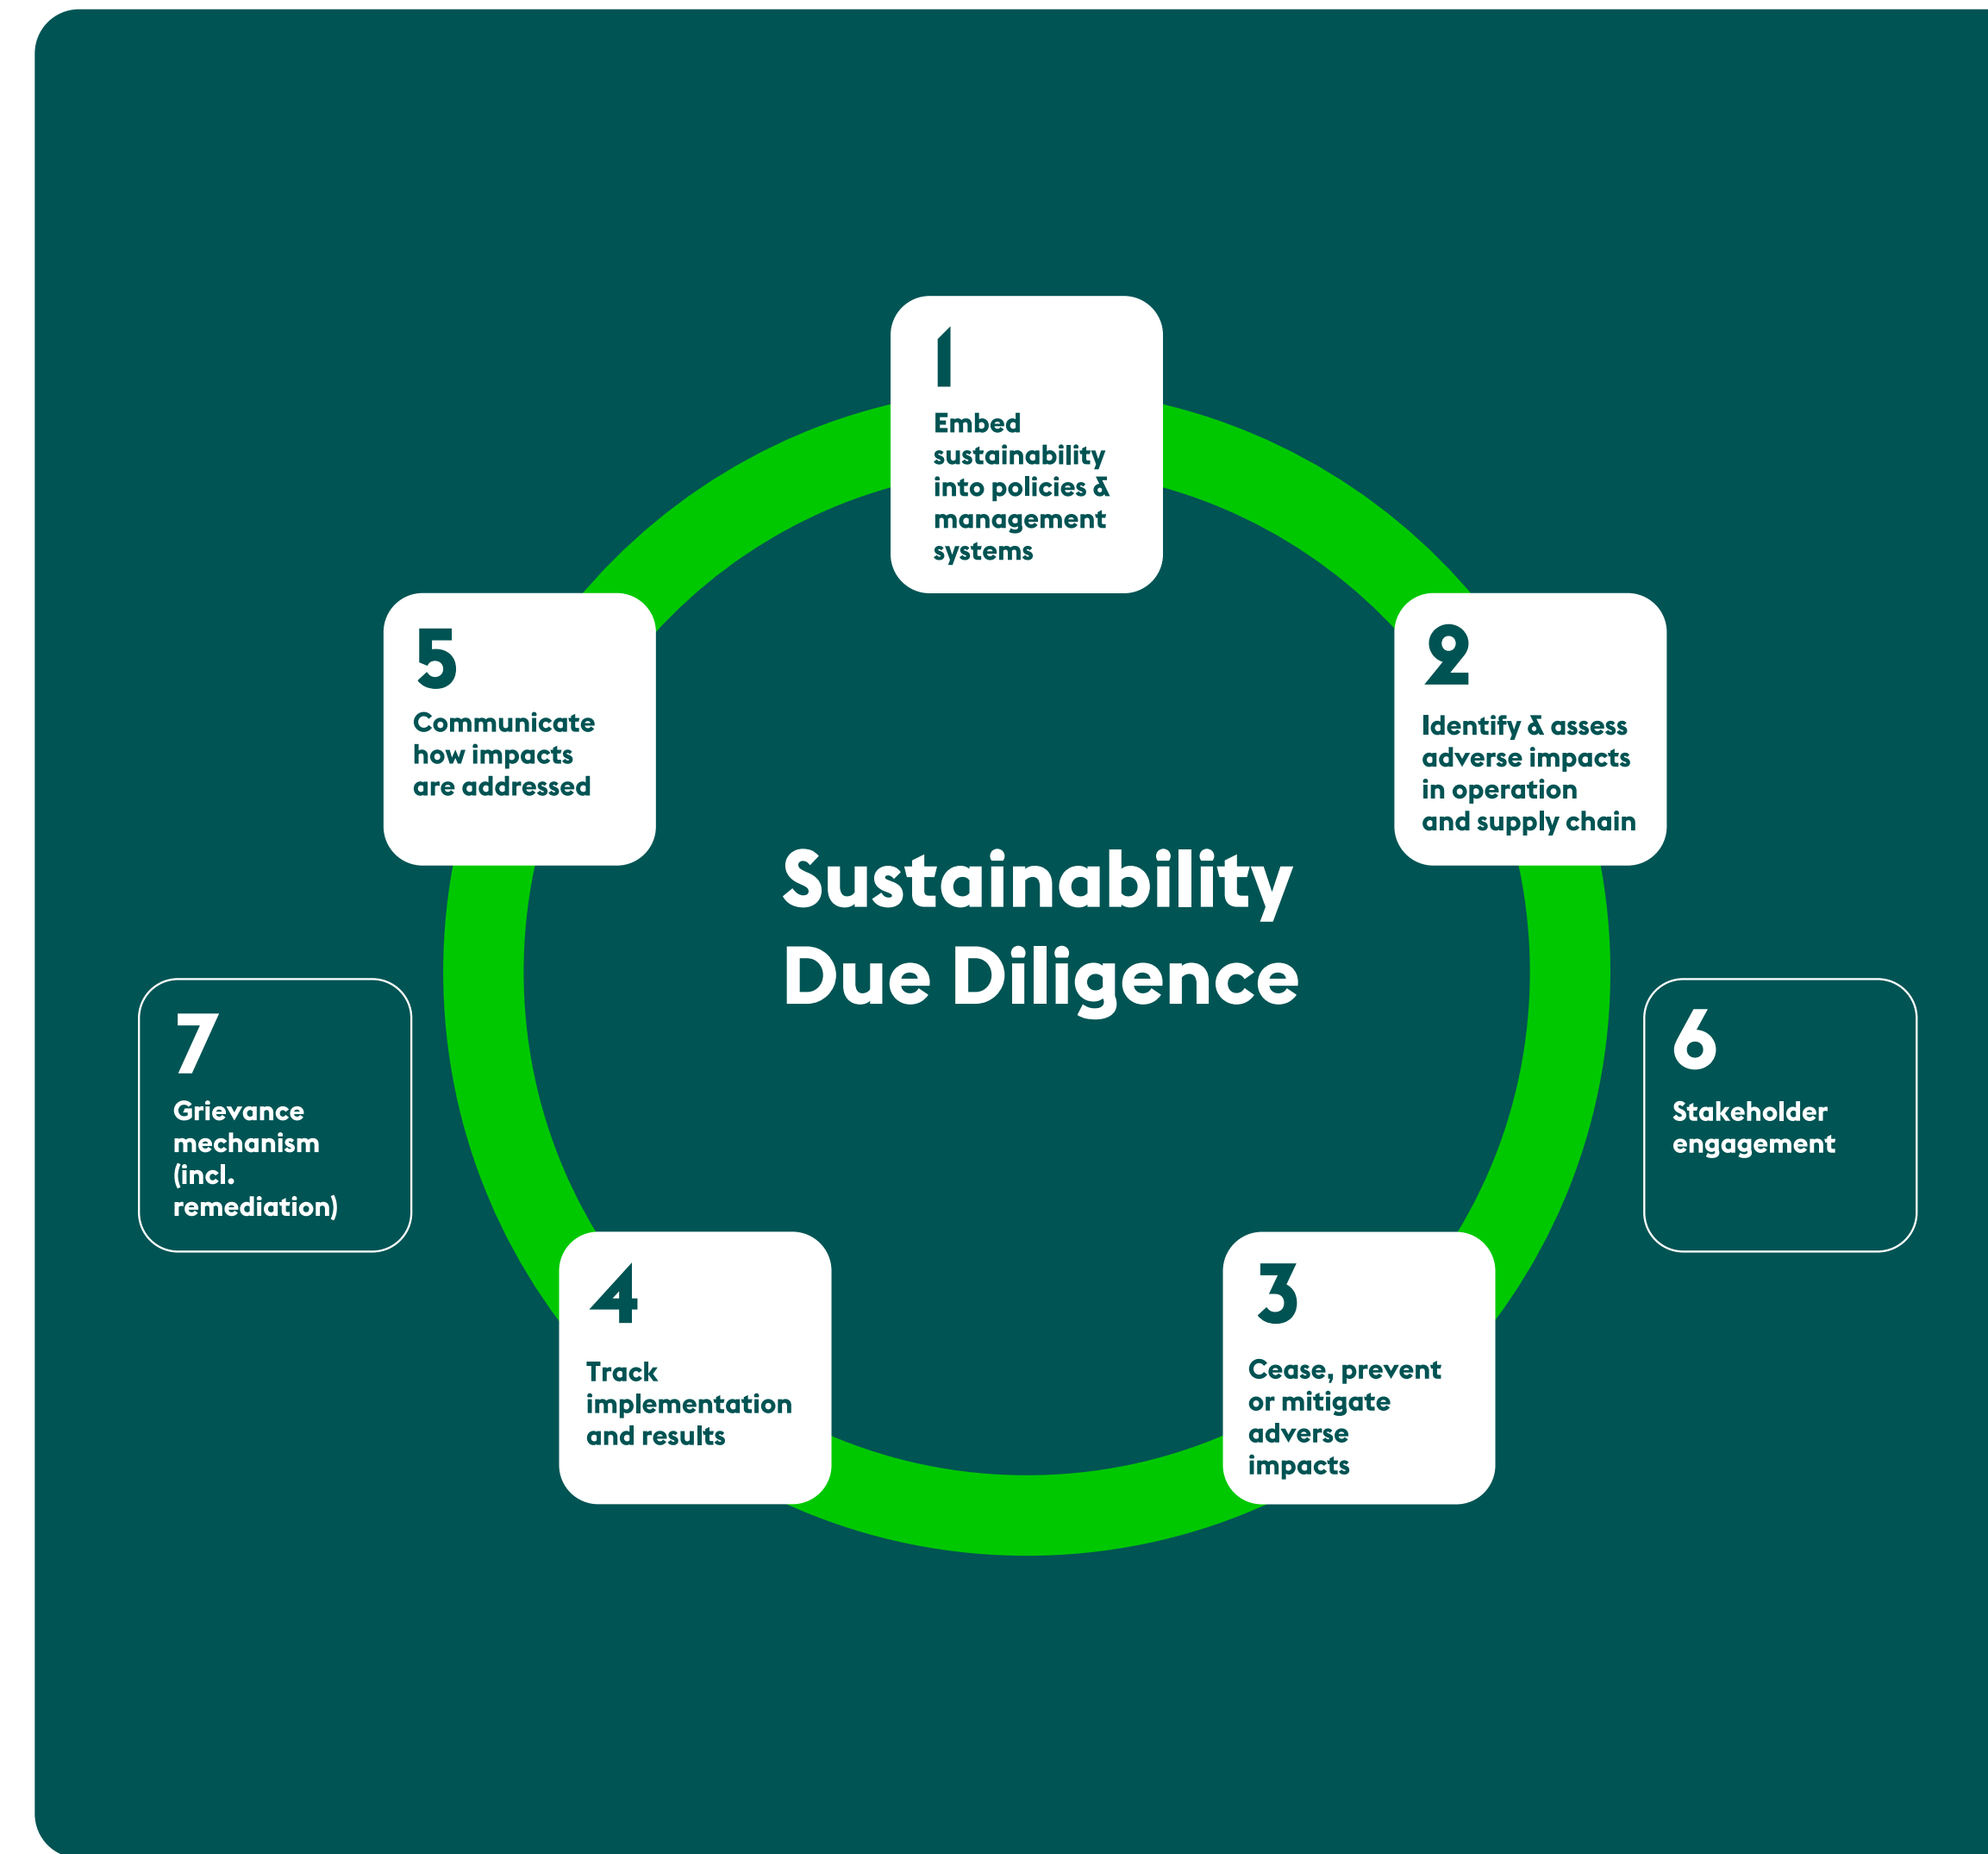 1
Embed
sustainability
into policies &
management
systems
2
Identify & assess
adverse impacts
in operation
and supply chain
3
Cease, prevent
or mitigate
adverse
impacts
4
Track
implementation
and results
5
Communicate
how impacts
are addressed
Sustainability
Due Diligence
6
Stakeholder
engagement
7
Grievance
mechanism
(incl.
remediation)